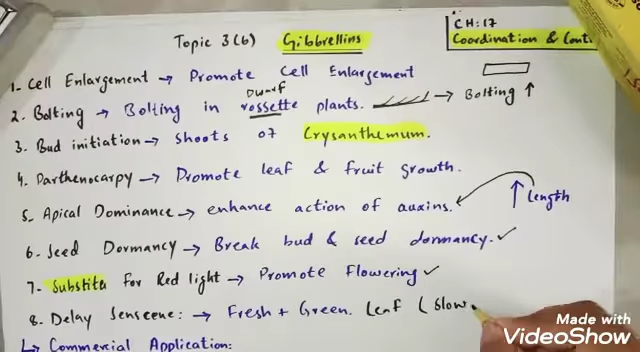 CH:17
Topic 3(b) Gibbrellins
Coordination & Cont
1- Cell Enlargement → Promote Cell Enlargement
Dwarf
2. Bolting → Bolting in rossette plants. → Bolting ↑
3. Bud initiation → shoots of Crysanthemum.
4. Parthenocarpy → Promote leaf & fruit growth.
5. Apical Dominance → enhance action of auxins. ↑ length
6. Seed Dormancy → Break bud & seed dormancy. ✓
7. Substite for Red light → Promote Flowering ✓
8. Delay Senscene: → Fresh + Green. Leaf ( Slow
↳ Commercial Application:
Made with
VideoShow